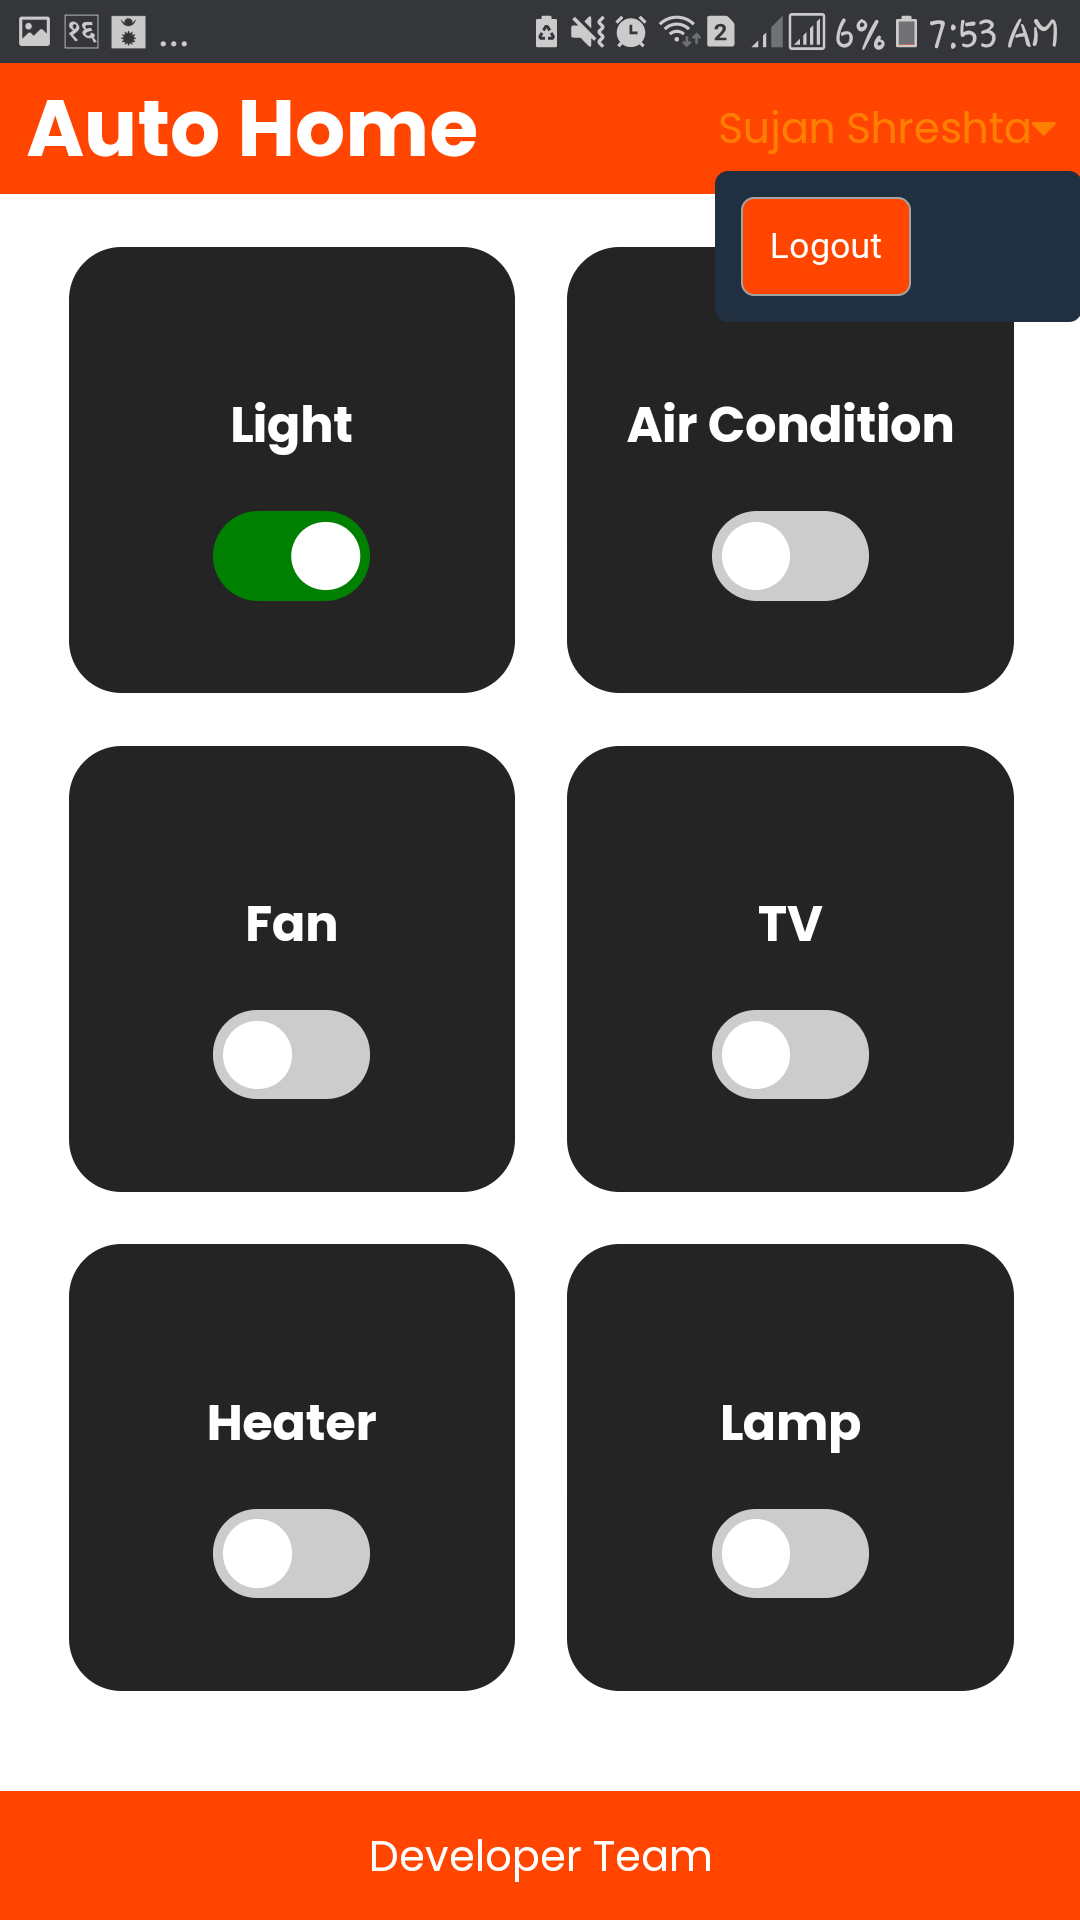 १६ ... 2 6% 7:53 AM
Auto Home
Sujan Shreshta
Logout
Light
Air Condition
Fan
TV
Heater
Lamp
Developer Team